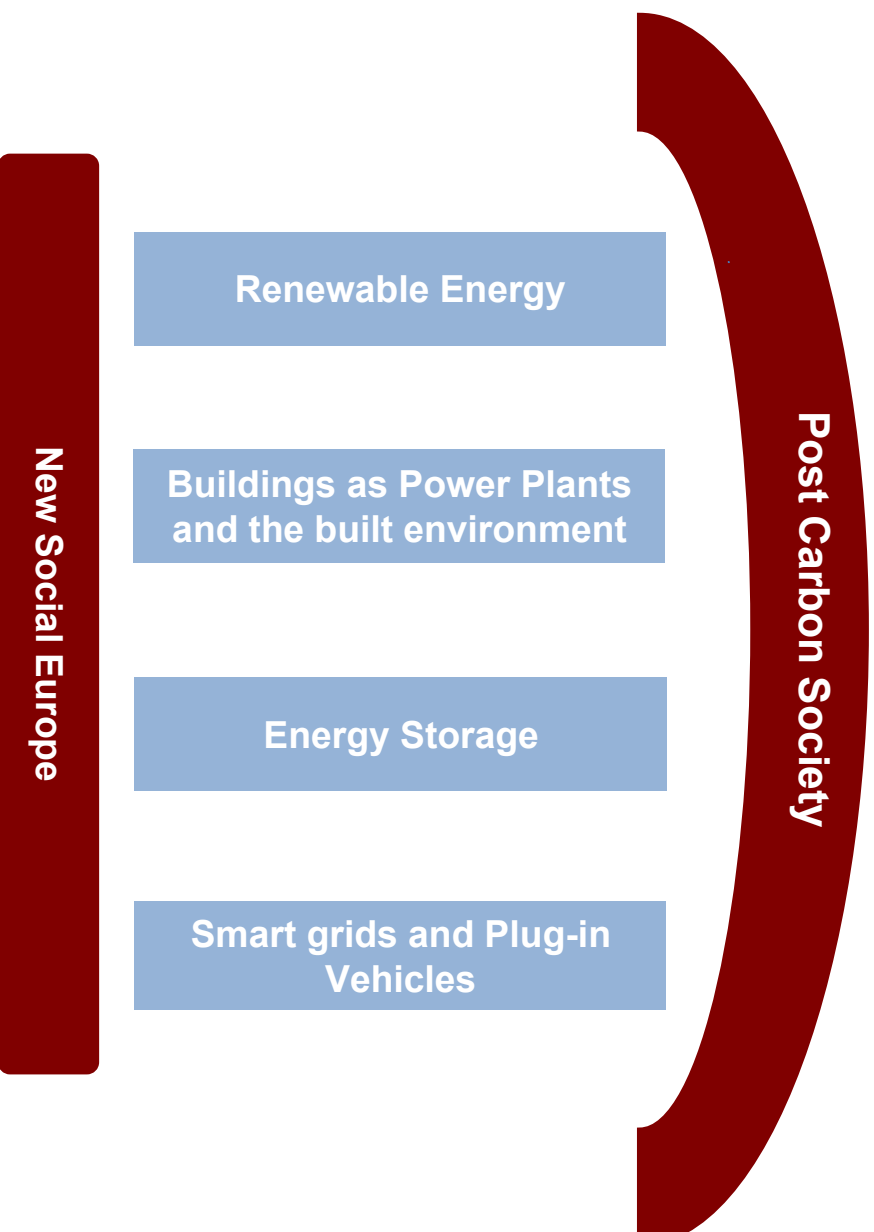 New Social Europe
Renewable Energy
Buildings as Power Plants
and the built environment
Energy Storage
Smart grids and Plug-in
Vehicles
Post Carbon Society